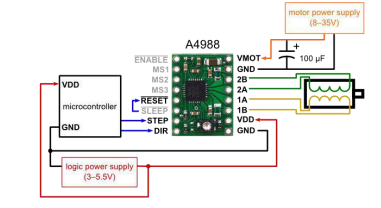 A4988
motor power supply
(8–35V)
ENABLE
MS1
MS2
MS3
RESET
SLEEP
STEP
DIR
VMOT
GND
2B
2A
1A
1B
VDD
GND
+
100 µF
VDD
microcontroller
GND
logic power supply
(3–5.5V)